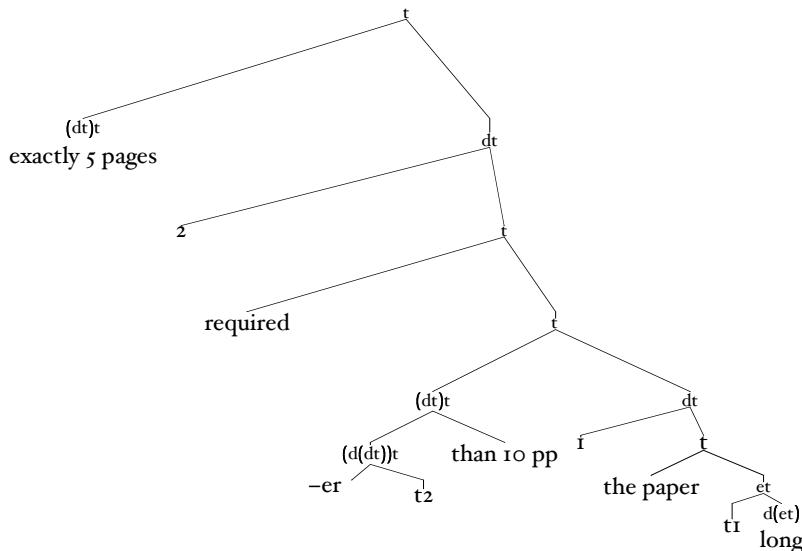 t
(dt)t
exactly 5 pages
dt
2
t
required
t
(dt)t
dt
(d(dt))t
than 10 pp
1
t
–er
t2
the paper
et
t1
d(et)
long